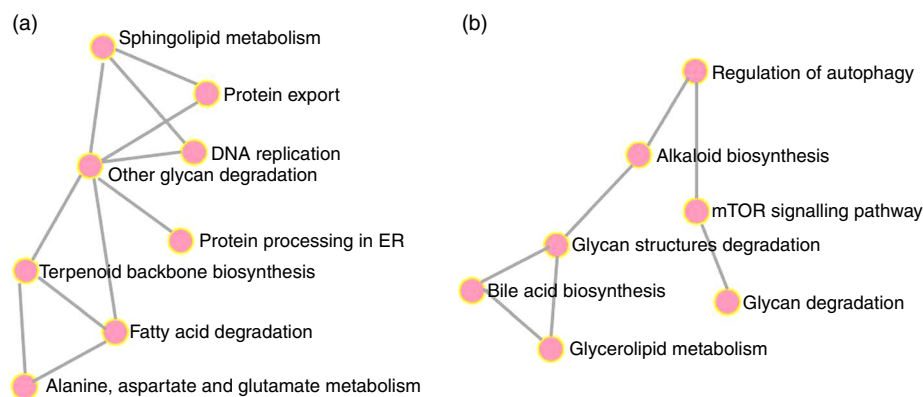 (a)
Sphingolipid metabolism
Protein export
DNA replication
Other glycan degradation
Protein processing in ER
Terpenoid backbone biosynthesis
Fatty acid degradation
Alanine, aspartate and glutamate metabolism
(b)
Regulation of autophagy
Alkaloid biosynthesis
mTOR signalling pathway
Glycan structures degradation
Bile acid biosynthesis
Glycan degradation
Glycerolipid metabolism